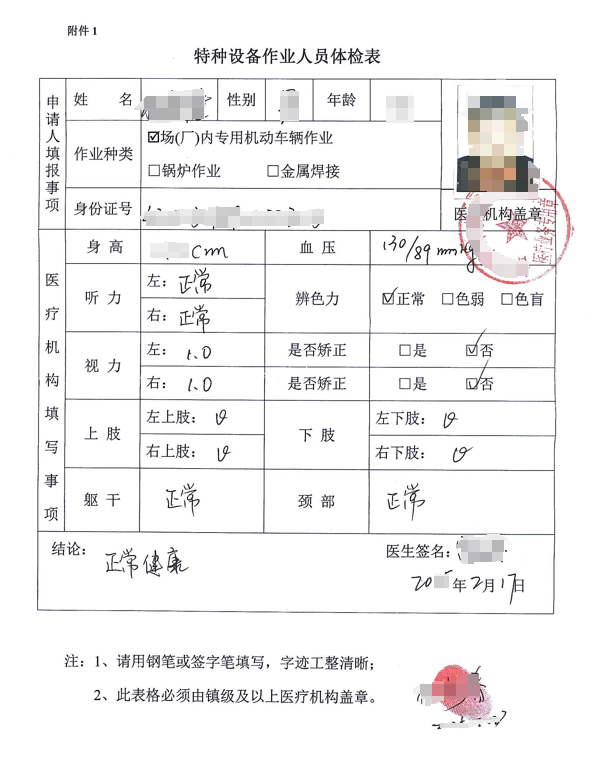 附件 1
特种设备作业人员体检表
申请人填报事项
姓 名 性别 年龄
作业种类 ☑场(厂)内专用机动车辆作业
□锅炉作业 □金属焊接
身份证号
医 机构盖章
医疗机构填写事项
身 高 cm 血 压 130/89 mmHg
听 力 左: 正常 辨色力 ☑正常 □色弱 □色盲
右: 正常
视 力 左: 1.0 是否矫正 □是 ☑否
右: 1.0 是否矫正 □是 ☑否
上 肢 左上肢: 下 肢 左下肢:
右上肢: 右下肢:
躯 干 正常 颈 部 正常
结论: 正常健康 医生签名:
20 年2月17日
注: 1、请用钢笔或签字笔填写，字迹工整清晰；
2、此表格必须由镇级及以上医疗机构盖章。